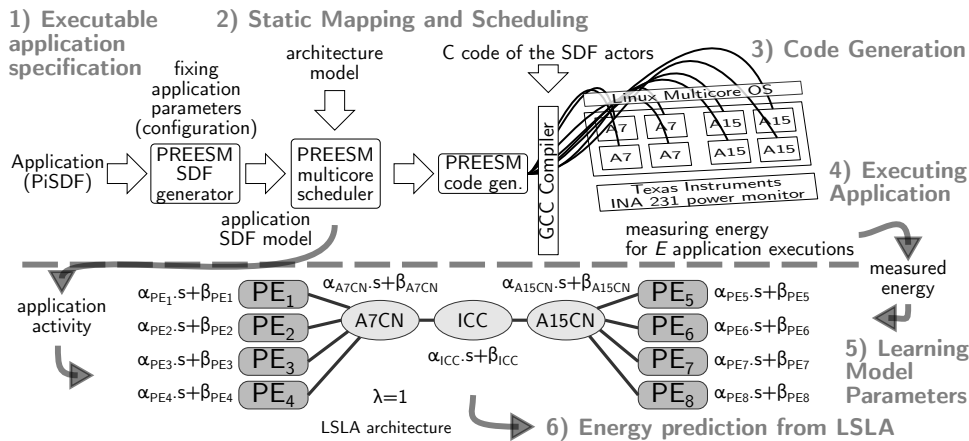 1) Executable
application
specification
2) Static Mapping and Scheduling
3) Code Generation
C code of the SDF actors
architecture
model
fixing
application
parameters
(configuration)
Linux Multicore OS
A7 A7 A15 A15
A7 A7 A15 A15
Application
(PiSDF)
PREESM
SDF
generator
PREESM
multicore
scheduler
PREESM
code gen.
GCC Compiler
Texas Instruments
INA 231 power monitor
4) Executing
Application
application
SDF model
measuring energy
for E application executions
measured
energy
application
activity
α_PE1.s+β_PE1
α_PE2.s+β_PE2
α_PE3.s+β_PE3
α_PE4.s+β_PE4
PE1
PE2
PE3
PE4
α_A7CN.s+β_A7CN
A7CN
ICC
α_ICC.s+β_ICC
α_A15CN.s+β_A15CN
A15CN
PE5
PE6
PE7
PE8
α_PE5.s+β_PE5
α_PE6.s+β_PE6
α_PE7.s+β_PE7
α_PE8.s+β_PE8
5) Learning
Model
Parameters
λ=1
LSLA architecture
6) Energy prediction from LSLA